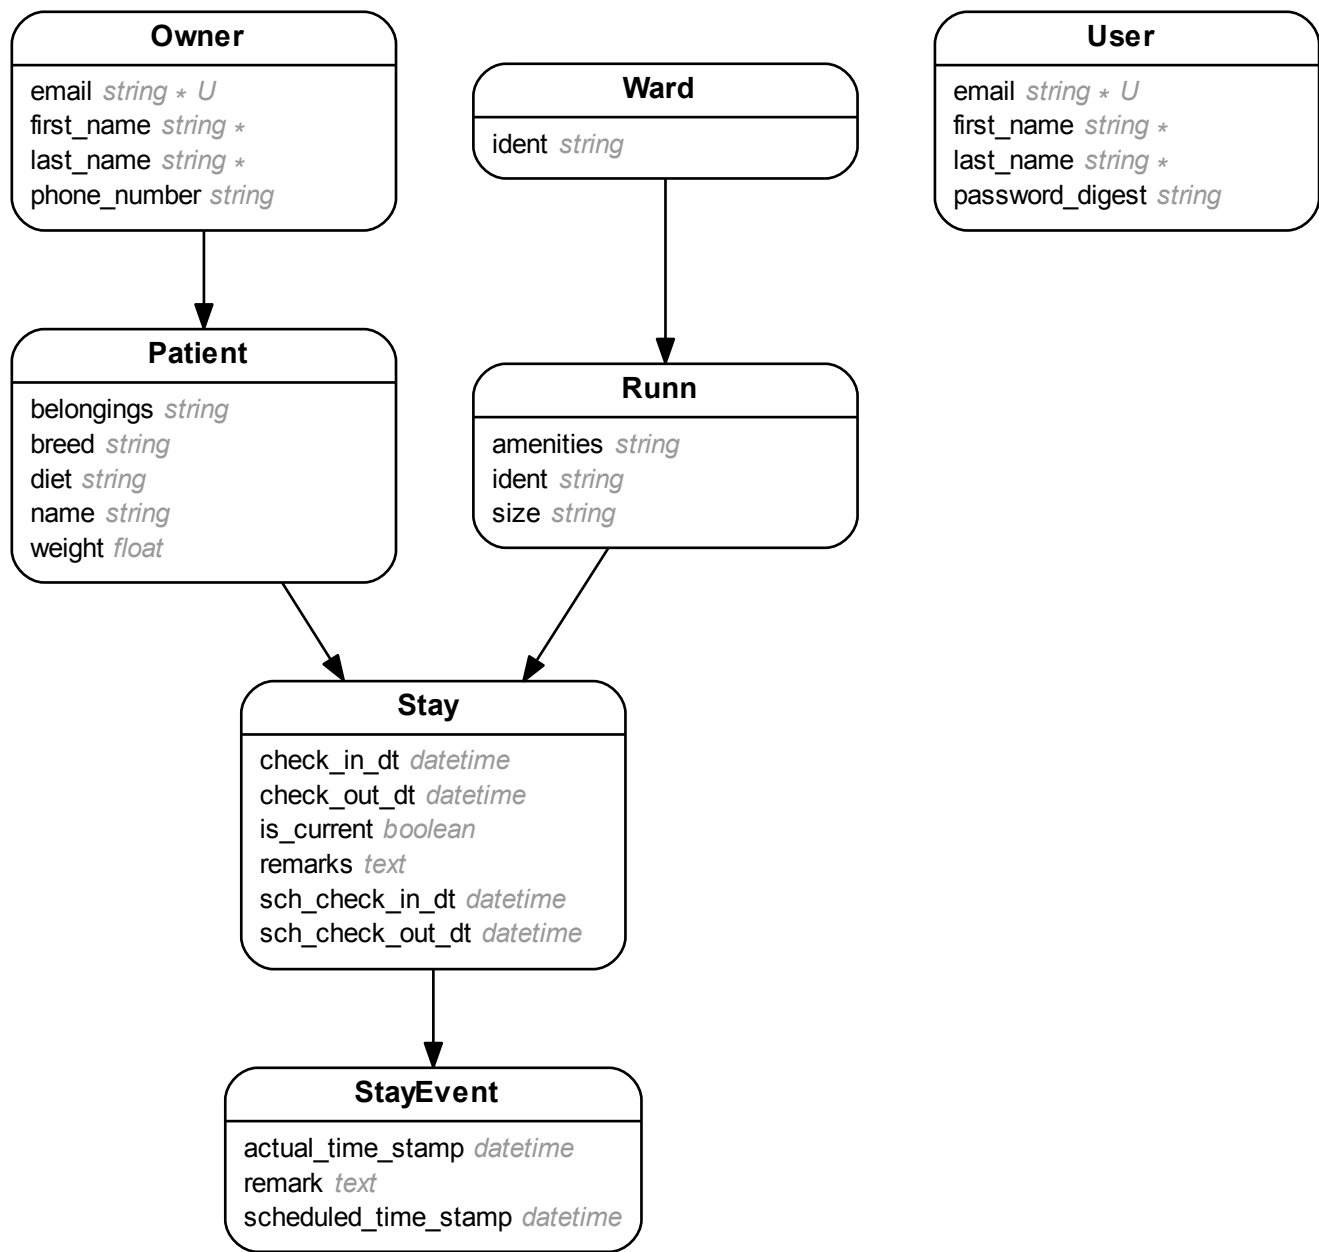 Owner
email string * U
first_name string *
last_name string *
phone_number string
Ward
ident string
User
email string * U
first_name string *
last_name string *
password_digest string
Patient
belongings string
breed string
diet string
name string
weight float
Runn
amenities string
ident string
size string
Stay
check_in_dt datetime
check_out_dt datetime
is_current boolean
remarks text
sch_check_in_dt datetime
sch_check_out_dt datetime
StayEvent
actual_time_stamp datetime
remark text
scheduled_time_stamp datetime